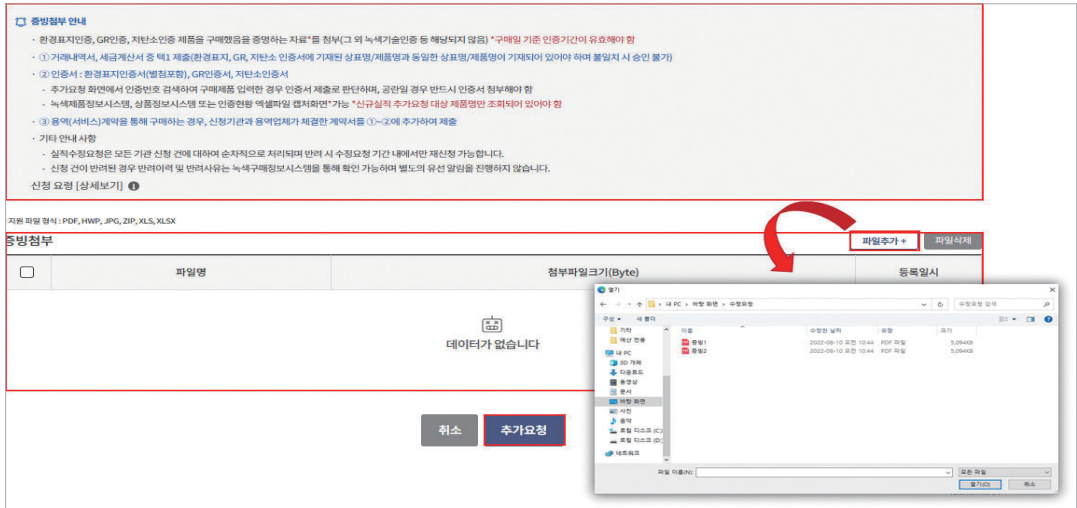 증빙첨부 안내
· 환경표지인증, GR인증, 저탄소인증 제품을 구매했음을 증명하는 자료*를 첨부(그 외 녹색기술인증 등 해당되지 않음) *구매일 기준 인증기간이 유효해야 함
· ① 거래내역서, 세금계산서 중 택1 제출(환경표지, GR, 저탄소 인증서에 기재된 상표명/제품명과 동일한 상표명/제품명이 기재되어 있어야 하며 불일치 시 승인 불가)
· ② 인증서 : 환경표지인증서(별첨포함), GR인증서, 저탄소인증서
- 추가요청 화면에서 인증번호 검색하여 구매제품 입력한 경우 인증서 제출로 판단하며, 공란일 경우 반드시 인증서 첨부해야 함
- 녹색제품정보시스템, 상품정보시스템 또는 인증현황 엑셀파일 캡처화면*가능 *신규실적 추가요청 대상 제품명만 조회되어 있어야 함
· ③ 용역(서비스)계약을 통해 구매하는 경우, 신청기관과 용역업체가 체결한 계약서를 ①~②에 추가하여 제출
· 기타 안내 사항
- 실적수정요청은 모든 기관 신청 건에 대하여 순차적으로 처리되며 반려 시 수정요청 기간 내에서만 재신청 가능합니다.
- 신청 건이 반려된 경우 반려이력 및 반려사유는 녹색구매정보시스템을 통해 확인 가능하며 별도의 유선 알림을 진행하지 않습니다.
신청 요령 [상세보기]
지원 파일 형식 : PDF, HWP, JPG, ZIP, XLS, XLSX
증빙첨부
파일추가 + 파일삭제
파일명 첨부파일크기(Byte) 등록일시
데이터가 없습니다
취소 추가요청
열기
내 PC › 바탕 화면 › 수정요청
수정요청 검색
구성 새 폴더
이름 수정한 날짜 유형 크기
증빙1 2022-06-10 오전 10:44 PDF 파일 5,094KB
증빙2 2022-06-10 오전 10:44 PDF 파일 5,094KB
기타
예산 전용
내 PC
3D 개체
다운로드
동영상
문서
바탕 화면
사진
음악
로컬 디스크 (C:)
로컬 디스크 (D:)
네트워크
파일 이름(N): 모든 파일
열기(O) 취소